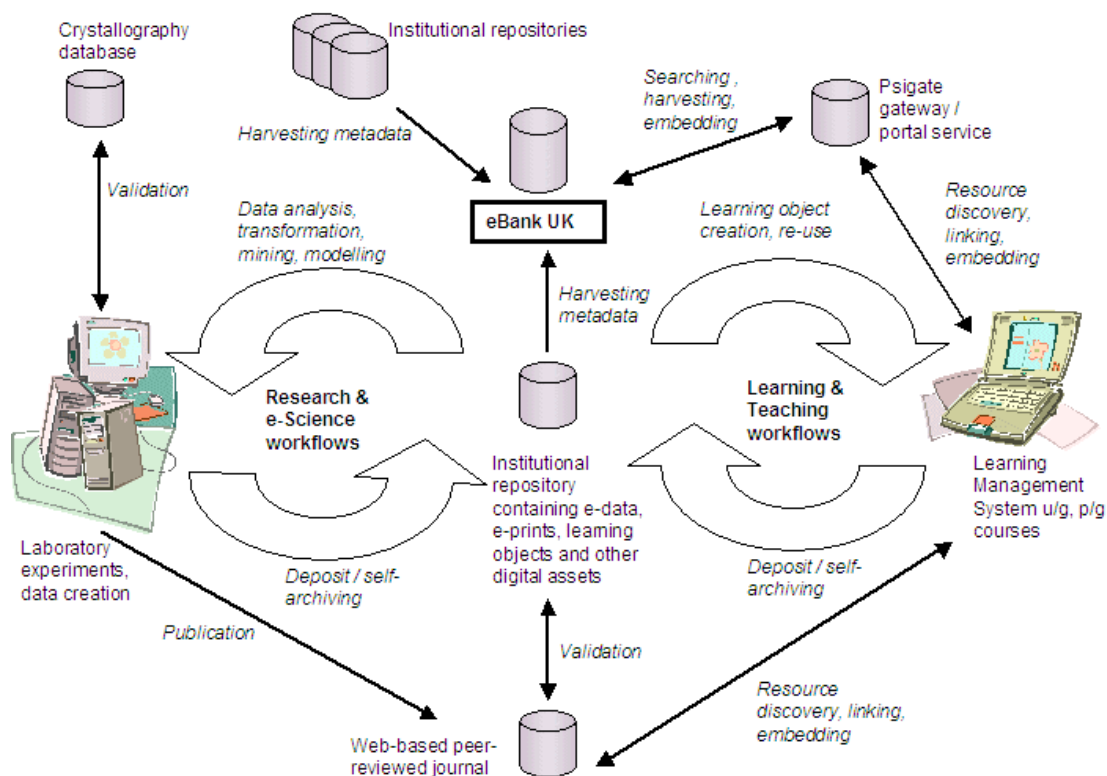 Crystallography
database
Institutional repositories
Searching ,
harvesting,
embedding
Psigate
gateway /
portal service
Harvesting metadata
Validation
Data analysis,
transformation,
mining, modelling
eBank UK
Learning object
creation, re-use
Resource
discovery,
linking,
embedding
Harvesting
metadata
Research &
e-Science
workflows
Learning &
Teaching
workflows
Institutional
repository
containing e-data,
e-prints, learning
objects and other
digital assets
Learning
Management
System u/g, p/g
courses
Laboratory
experiments,
data creation
Deposit / self-
archiving
Deposit / self-
archiving
Publication
Validation
Resource
discovery, linking,
embedding
Web-based peer-
reviewed journal